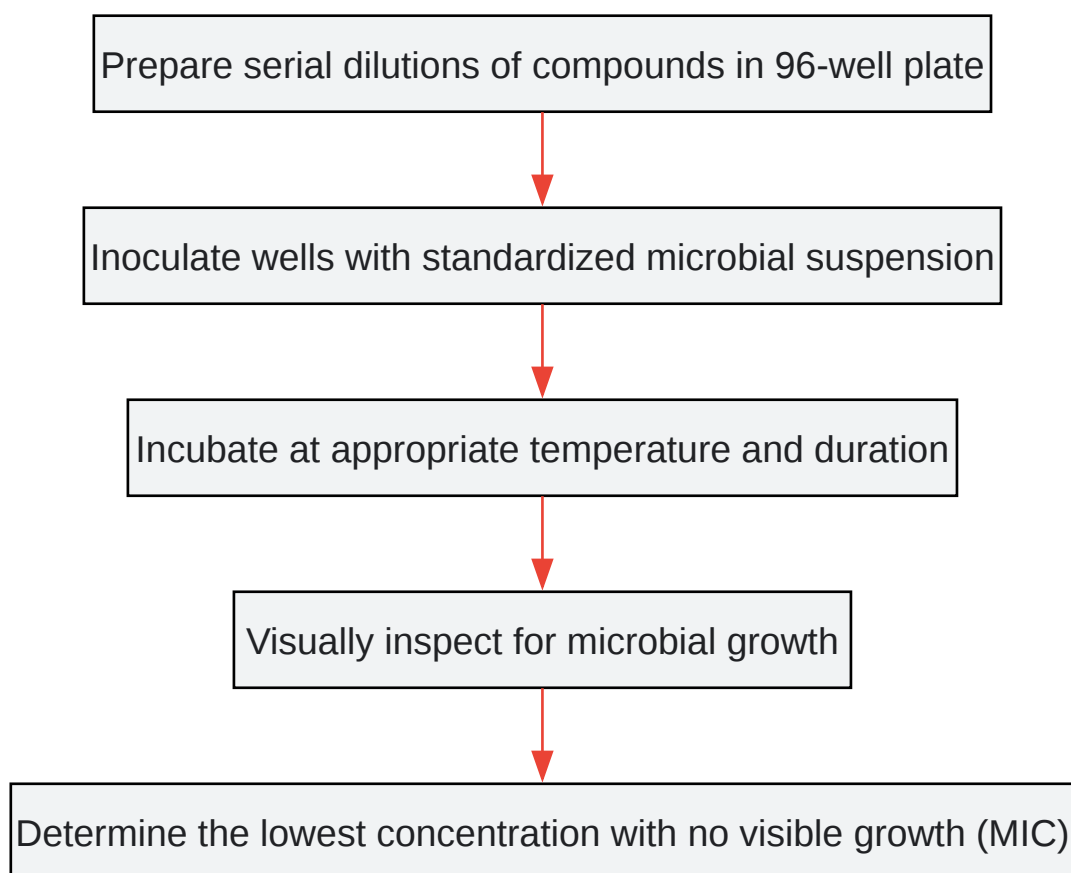 Prepare serial dilutions of compounds in 96-well plate
Inoculate wells with standardized microbial suspension
Incubate at appropriate temperature and duration
Visually inspect for microbial growth
Determine the lowest concentration with no visible growth (MIC)